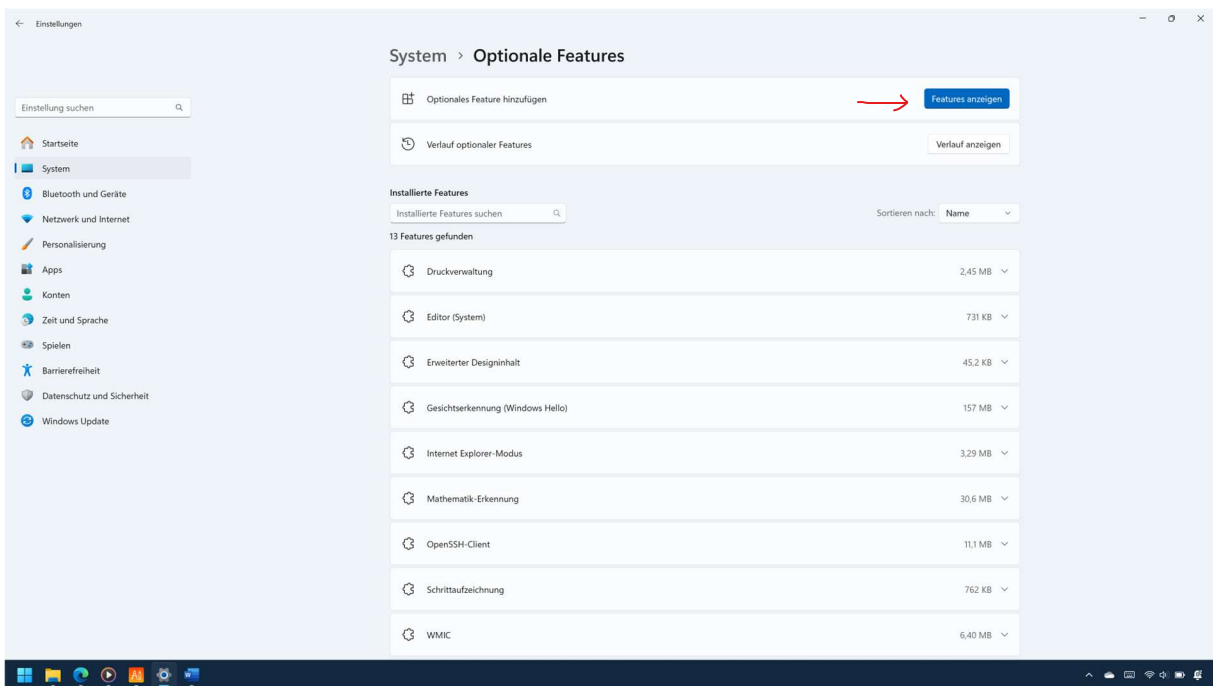 Einstellungen
System > Optionale Features
Einstellung suchen
Optionales Feature hinzufügen
Features anzeigen
Verlauf optionaler Features
Verlauf anzeigen
Startseite
System
Bluetooth und Geräte
Netzwerk und Internet
Personalisierung
Apps
Konten
Zeit und Sprache
Spielen
Barrierefreiheit
Datenschutz und Sicherheit
Windows Update
Installierte Features
Installierte Features suchen
Sortieren nach: Name
13 Features gefunden
Druckverwaltung 2,45 MB
Editor (System) 731 KB
Erweiterter Designinhalt 45,2 KB
Gesichtserkennung (Windows Hello) 157 MB
Internet Explorer-Modus 3,29 MB
Mathematik-Erkennung 30,6 MB
OpenSSH-Client 11,1 MB
Schrittaufzeichnung 762 KB
WMIC 6,40 MB